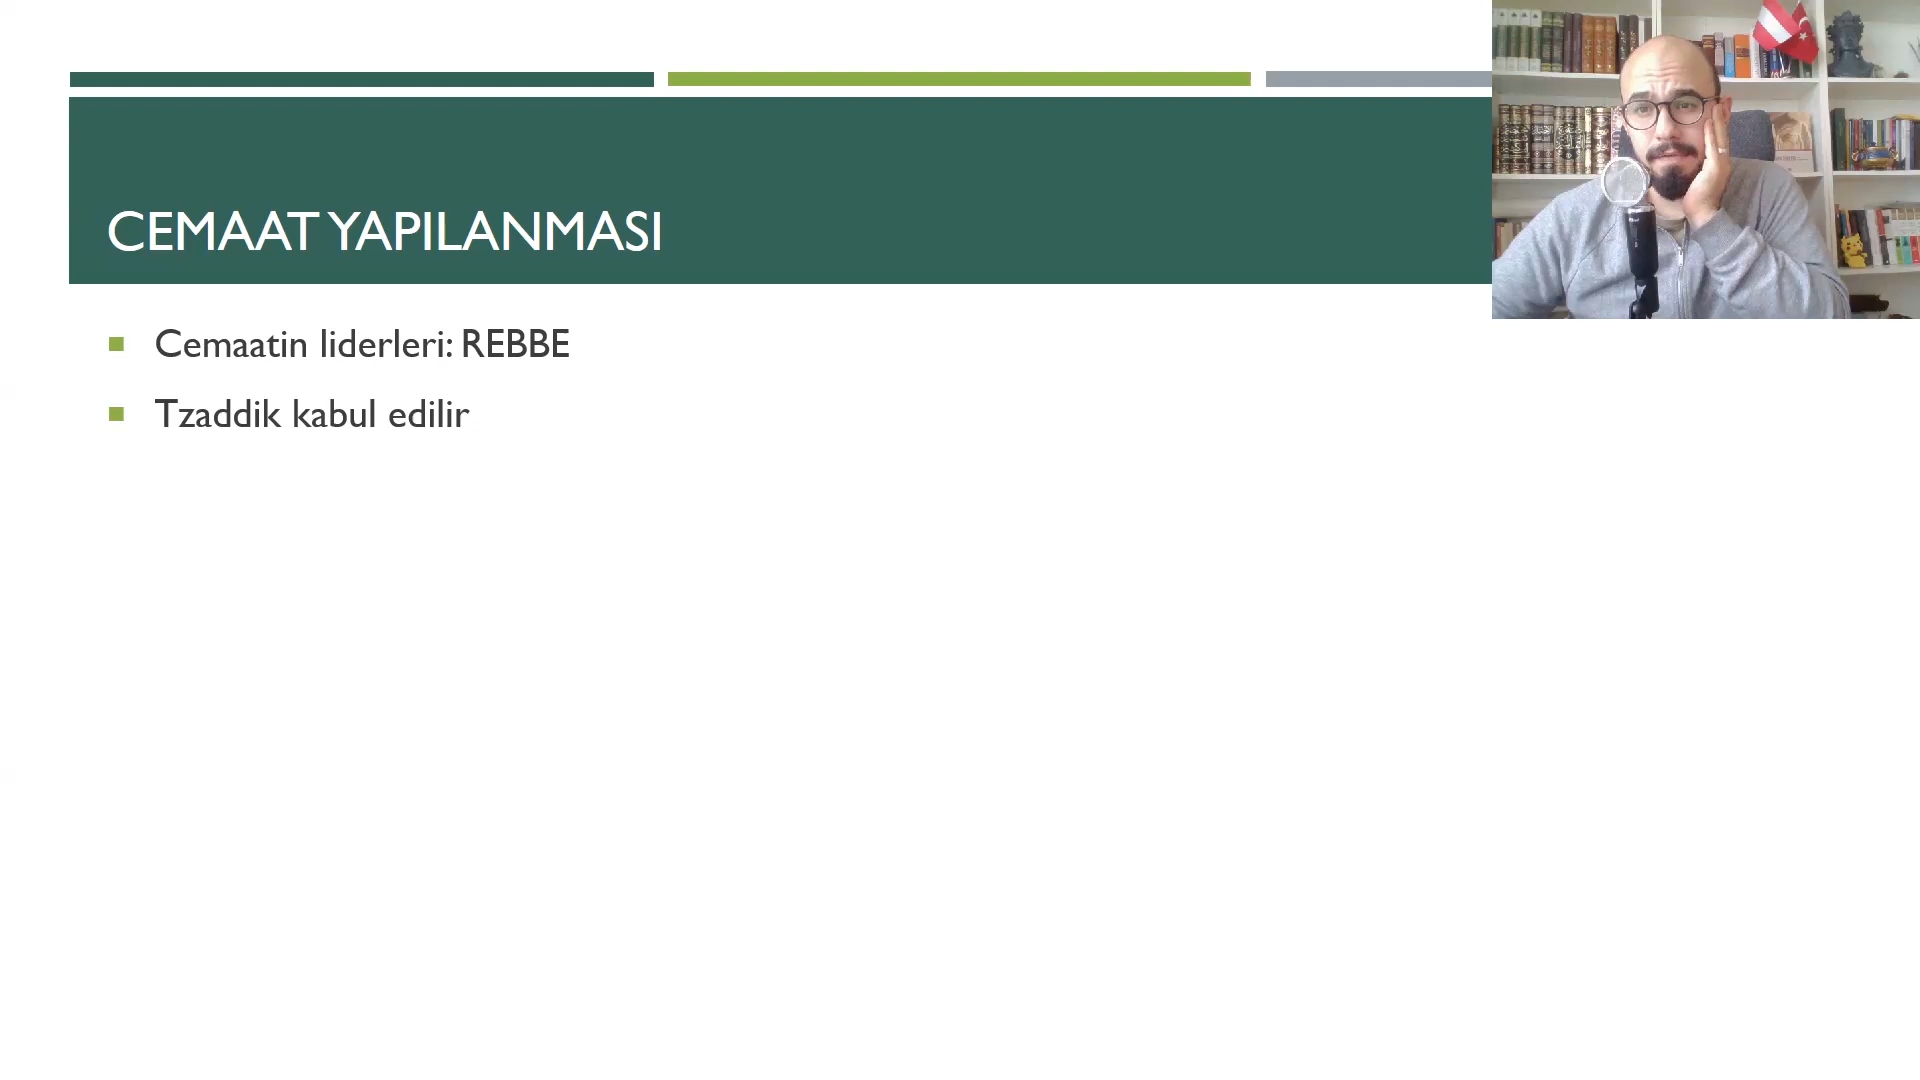 CEMAAT YAPILANMASI
Cemaatin liderleri: REBBE
Tzaddik kabul edilir